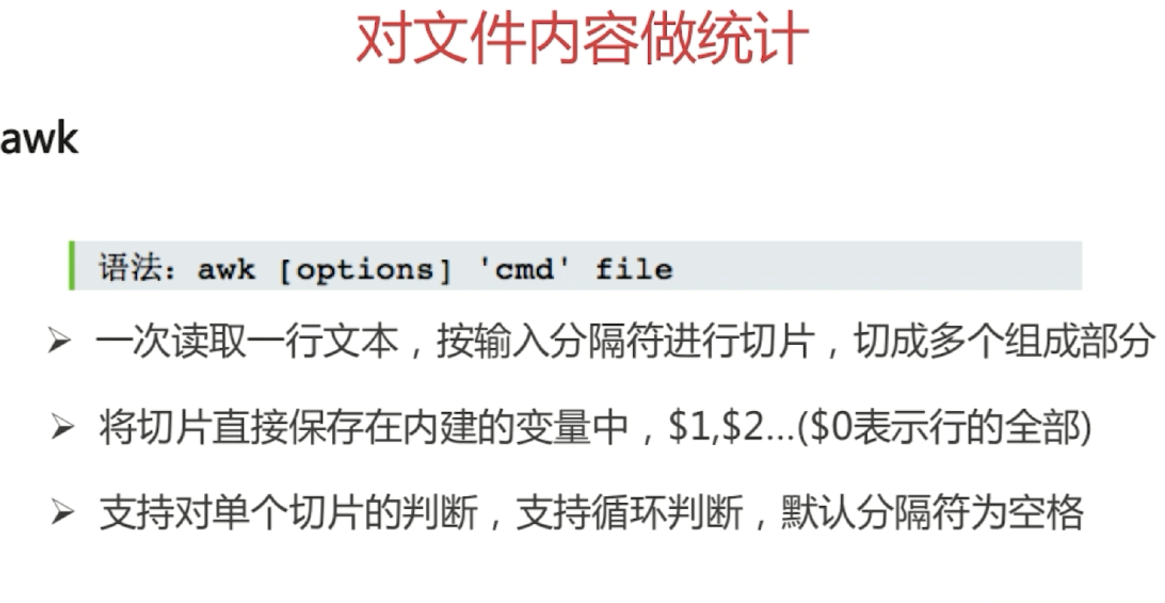 对文件内容做统计
awk
语法：awk [options] 'cmd' file
➢ 一次读取一行文本，按输入分隔符进行切片，切成多个组成部分
➢ 将切片直接保存在内建的变量中，$1,$2...($0表示行的全部)
➢ 支持对单个切片的判断，支持循环判断，默认分隔符为空格